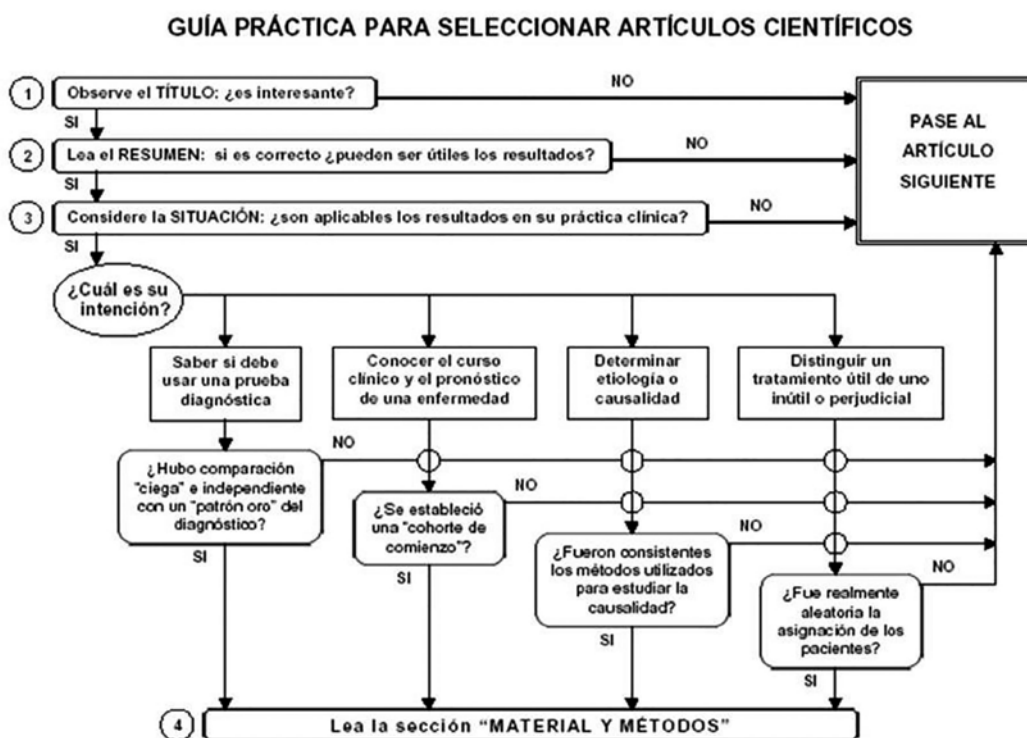 GUÍA PRÁCTICA PARA SELECCIONAR ARTÍCULOS CIENTÍFICOS
1
Observe el TÍTULO: ¿es interesante?
NO
SI
2
Lea el RESUMEN: si es correcto ¿pueden ser útiles los resultados?
NO
SI
3
Considere la SITUACIÓN: ¿son aplicables los resultados en su práctica clínica?
NO
SI
PASE AL
ARTÍCULO
SIGUIENTE
¿Cuál es su
intención?
Saber si debe
usar una prueba
diagnóstica
Conocer el curso
clínico y el pronóstico
de una enfermedad
Determinar
etiología o
causalidad
Distinguir un
tratamiento útil de uno
inútil o perjudicial
¿Hubo comparación
"ciega" e independiente
con un "patrón oro" del
diagnóstico?
NO
SI
¿Se estableció
una "cohorte de
comienzo"?
NO
SI
¿Fueron consistentes
los métodos utilizados
para estudiar la
causalidad?
NO
SI
¿Fue realmente
aleatoria la
asignación de los
pacientes?
NO
SI
4
Lea la sección "MATERIAL Y MÉTODOS"